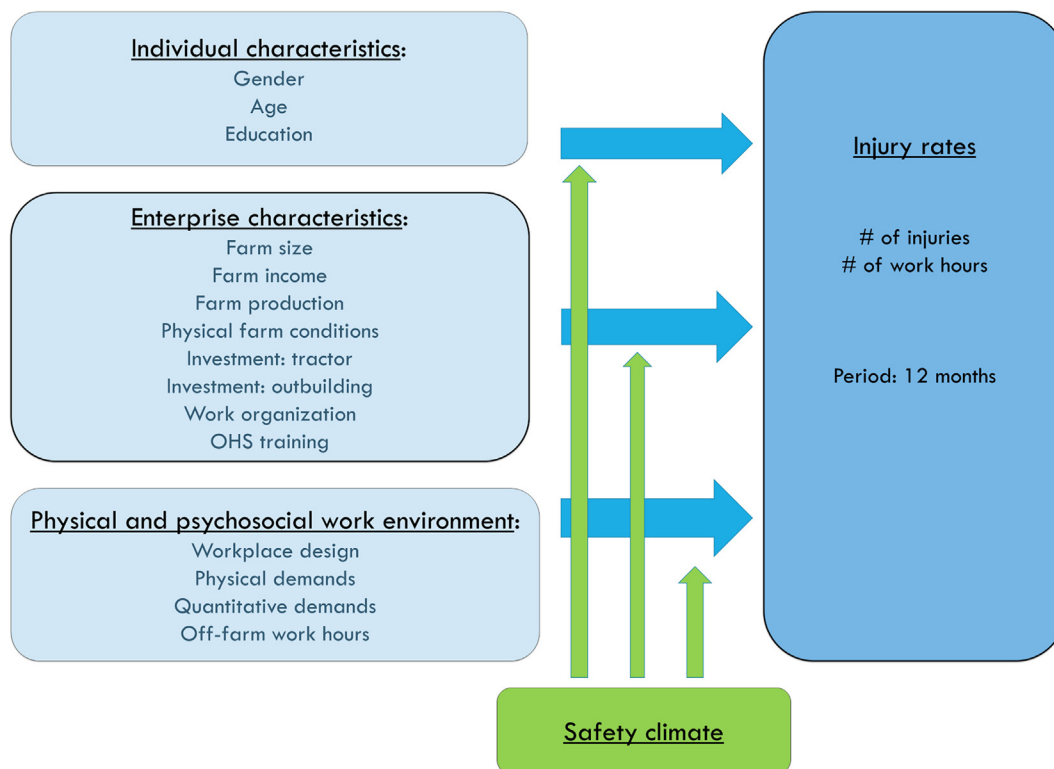 Individual characteristics:
Gender
Age
Education
Enterprise characteristics:
Farm size
Farm income
Farm production
Physical farm conditions
Investment: tractor
Investment: outbuilding
Work organization
OHS training
Physical and psychosocial work environment:
Workplace design
Physical demands
Quantitative demands
Off-farm work hours
Injury rates
# of injuries
# of work hours
Period: 12 months
Safety climate